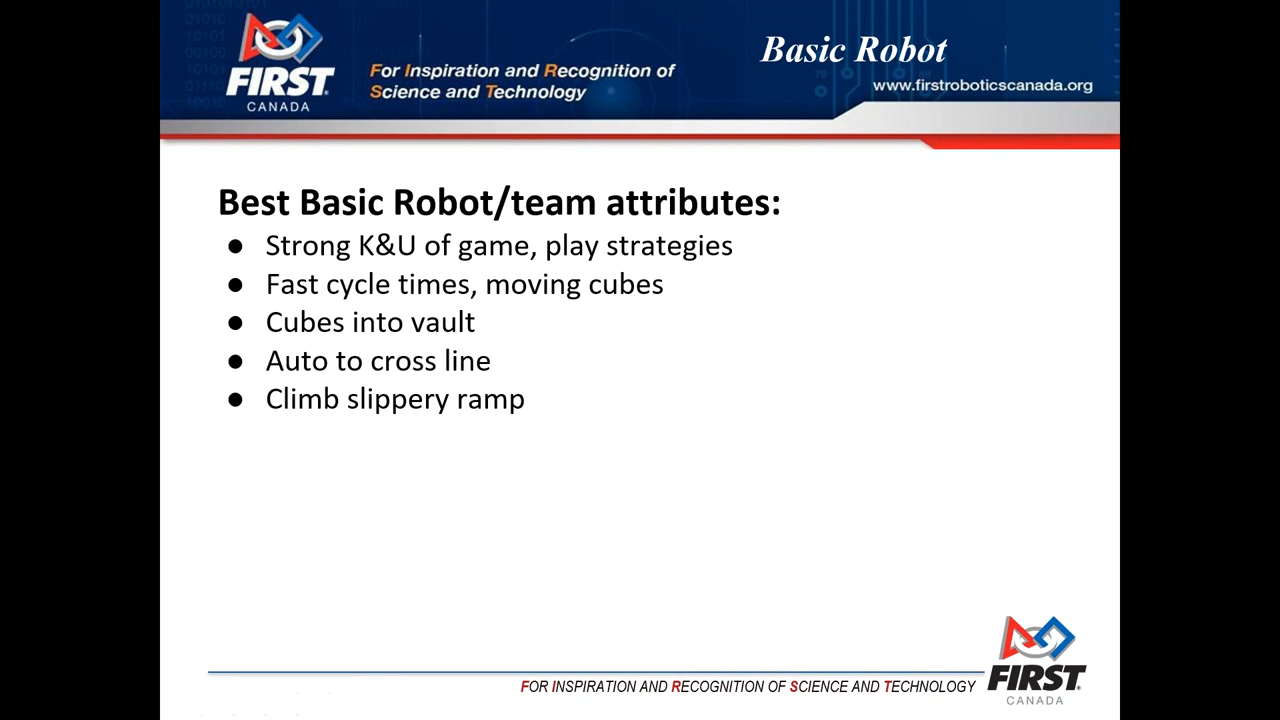 FIRST
CANADA
For Inspiration and Recognition of
Science and Technology
Basic Robot
www.firstroboticscanada.org
Best Basic Robot/team attributes:
● Strong K&U of game, play strategies
● Fast cycle times, moving cubes
● Cubes into vault
● Auto to cross line
● Climb slippery ramp
FOR INSPIRATION AND RECOGNITION OF SCIENCE AND TECHNOLOGY
FIRST
CANADA